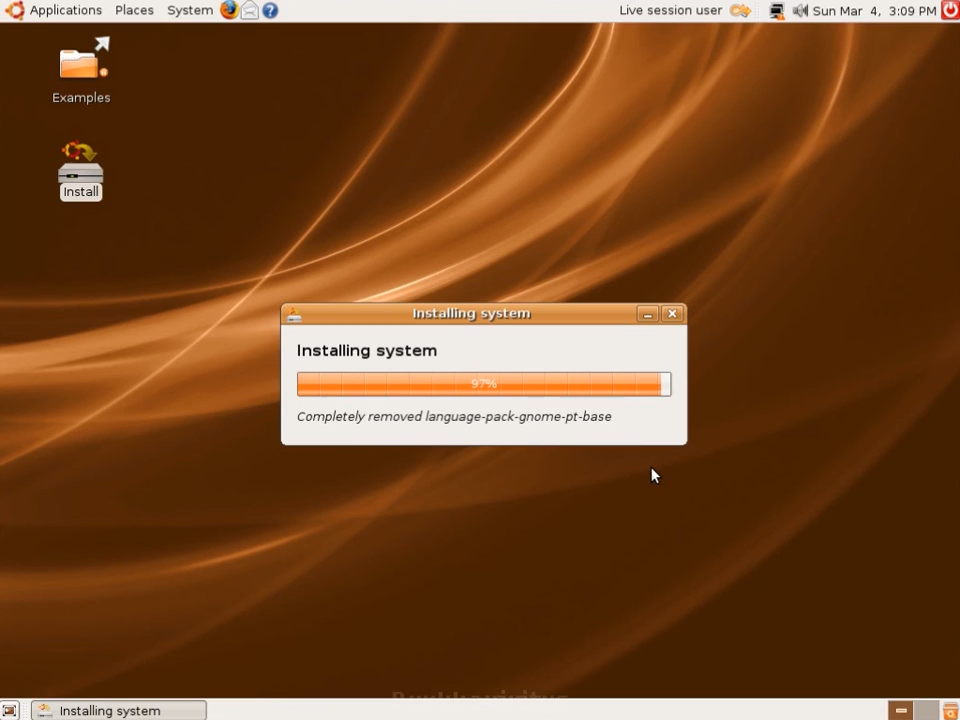 Applications Places System
Live session user
Sun Mar 4, 3:09 PM
Examples
Install
Installing system
Installing system
97%
Completely removed language-pack-gnome-pt-base
Installing system